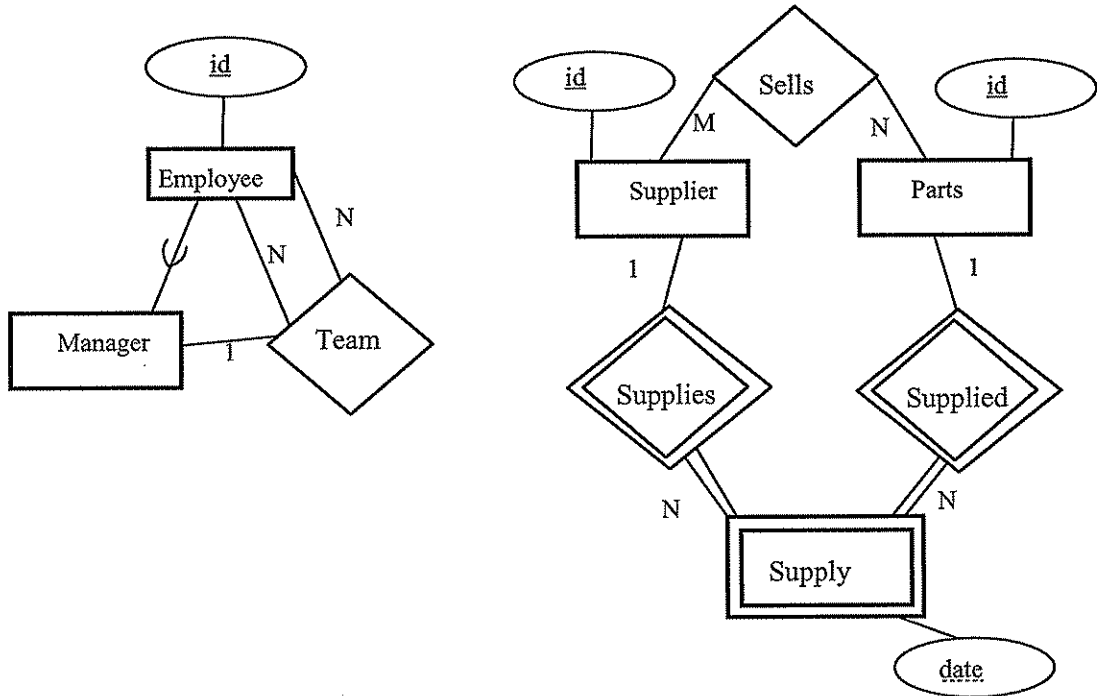 id
Employee
N
N
Manager
1
Team
id
Sells
id
M
N
Supplier
Parts
1
1
Supplies
Supplied
N
N
Supply
date